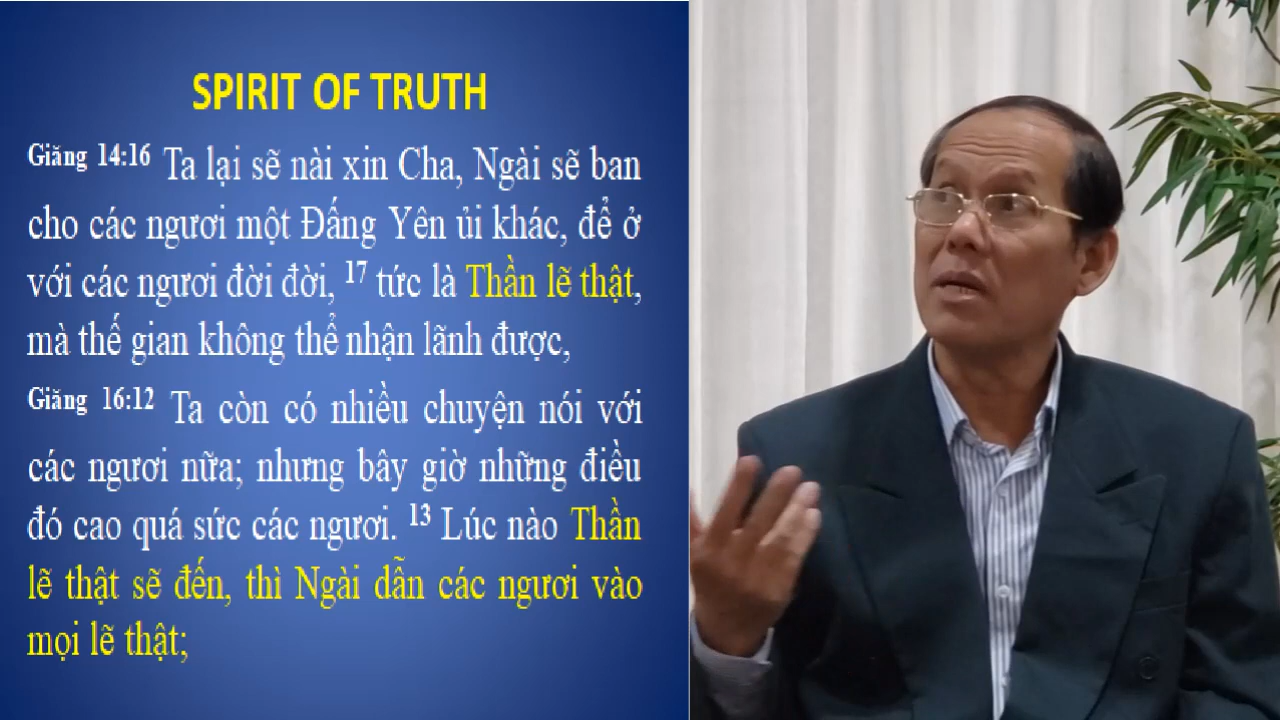 SPIRIT OF TRUTH
Giăng 14:16 Ta lại sẽ nài xin Cha, Ngài sẽ ban
cho các ngươi một Đấng Yên ủi khác, để ở
với các ngươi đời đời, 17 tức là Thần lẽ thật,
mà thế gian không thể nhận lãnh được,
Giăng 16:12 Ta còn có nhiều chuyện nói với
các ngươi nữa; nhưng bây giờ những điều
đó cao quá sức các ngươi. 13 Lúc nào Thần
lẽ thật sẽ đến, thì Ngài dẫn các ngươi vào
mọi lẽ thật;